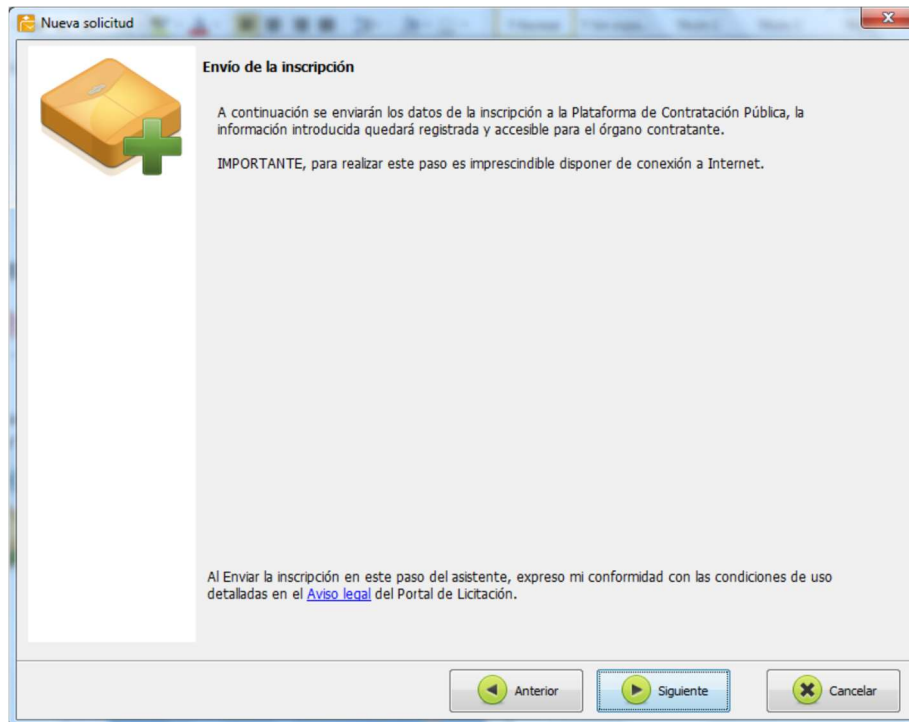 Nueva solicitud
Envío de la inscripción
A continuación se enviarán los datos de la inscripción a la Plataforma de Contratación Pública, la
información introducida quedará registrada y accesible para el órgano contratante.
IMPORTANTE, para realizar este paso es imprescindible disponer de conexión a Internet.
Al Enviar la inscripción en este paso del asistente, expreso mi conformidad con las condiciones de uso
detalladas en el Aviso legal del Portal de Licitación.
Anterior
Siguiente
Cancelar